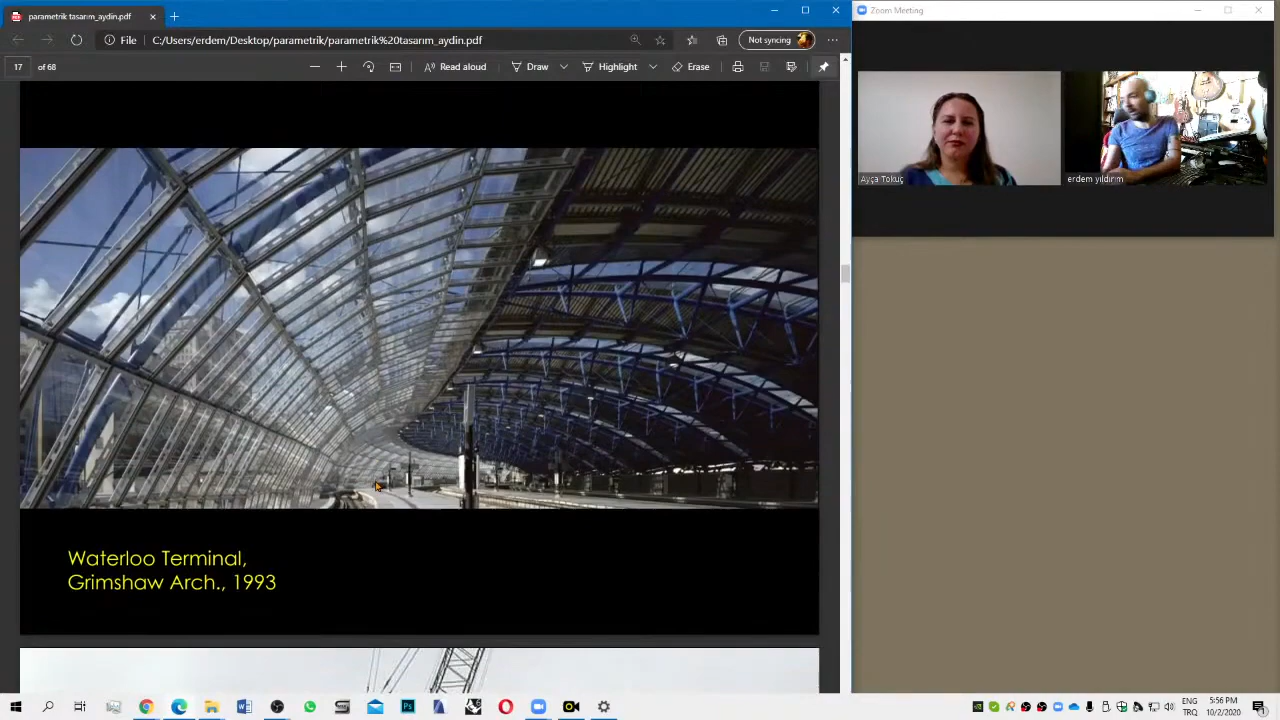 parametrik tasarım_aydin.pdf
File
C:/Users/erdem/Desktop/parametrik/parametrik%20tasarım_aydin.pdf
Not syncing
17 of 68
Read aloud
Draw
Highlight
Erase
Waterloo Terminal,
Grimshaw Arch., 1993
Zoom Meeting
Ayça Tokuç
erdem yıldırım
ENG
TRQ
5:56 PM
10/2/2020